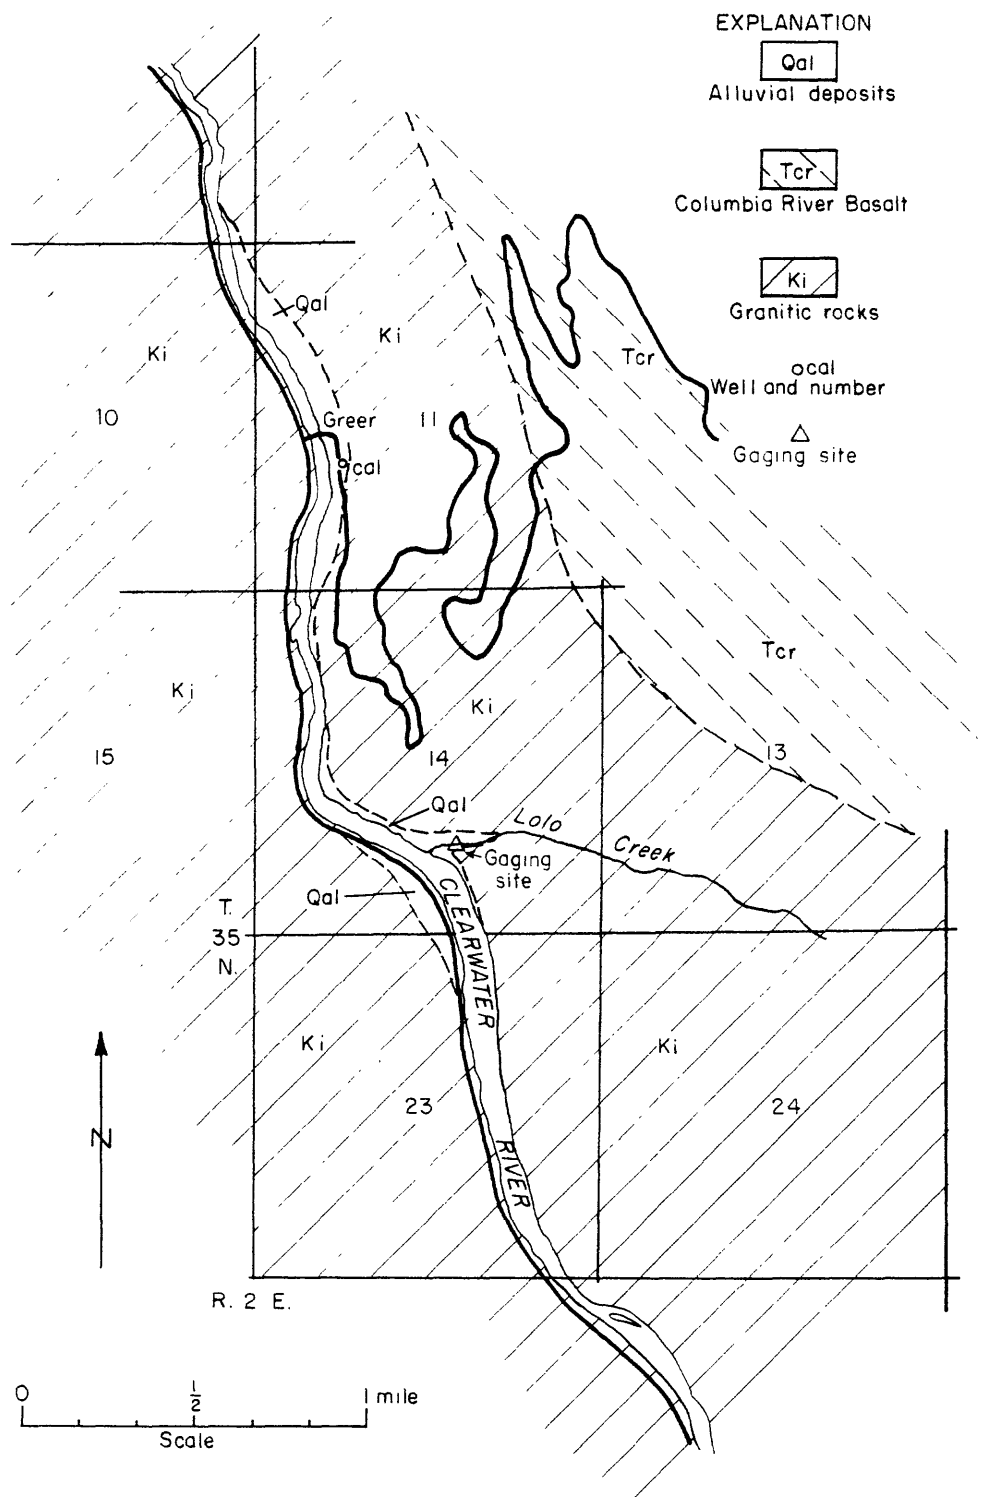 EXPLANATION
Qal
Alluvial deposits
Tcr
Columbia River Basalt
Ki
Granitic rocks
ocal
Well and number
Gaging site
Qal
Ki
Ki
Tcr
10
Greer
11
cal
Tcr
Ki
Ki
15
14
13
Qal
Lolo
Creek
Gaging
site
Qal
CLEARWATER
RIVER
T.
35
N.
Ki
Ki
23
24
N
R. 2 E.
0 1/2 1 mile
Scale